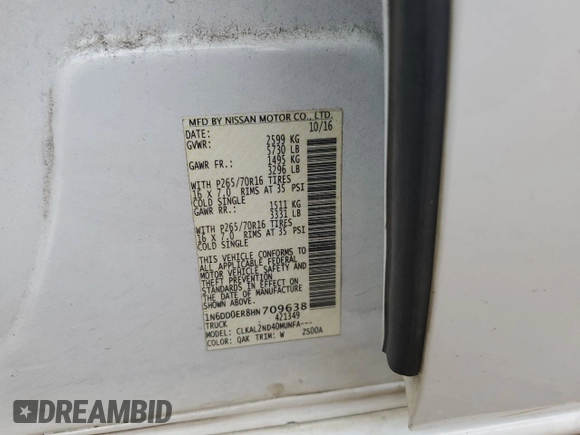 MFD BY NISSAN MOTOR CO., LTD.
DATE: 10/16
GVWR: 2599 KG
5730 LB
GAWR FR.: 1495 KG
3296 LB
WITH P265/70R16 TIRES
16 X 7.0 RIMS AT 35 PSI
COLD SINGLE
GAWR RR.: 1511 KG
3331 LB
WITH P265/70R16 TIRES
16 X 7.0 RIMS AT 35 PSI
COLD SINGLE
THIS VEHICLE CONFORMS TO
ALL APPLICABLE FEDERAL
MOTOR VEHICLE SAFETY AND
THEFT PREVENTION
STANDARDS IN EFFECT ON
THE DATE OF MANUFACTURE
SHOWN ABOVE.
1N6DD0ER8HN709638
TRUCK 421349
MODEL: CLKAL2ND40MUNFA---
COLOR: QAK TRIM: W ZS00A
DREAMBID